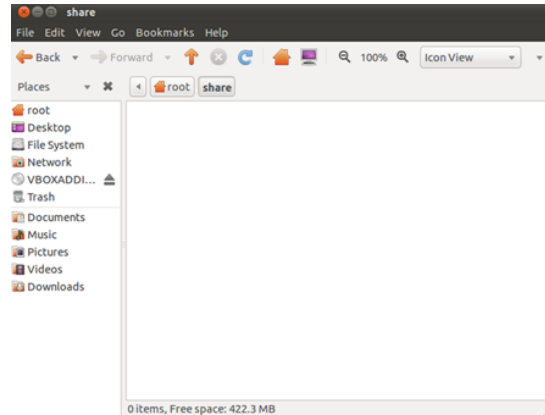 share
File Edit View Go Bookmarks Help
Back Forward 100% Icon View
Places root share
root
Desktop
File System
Network
VBOXADDI...
Trash
Documents
Music
Pictures
Videos
Downloads
0 items, Free space: 422.3 MB